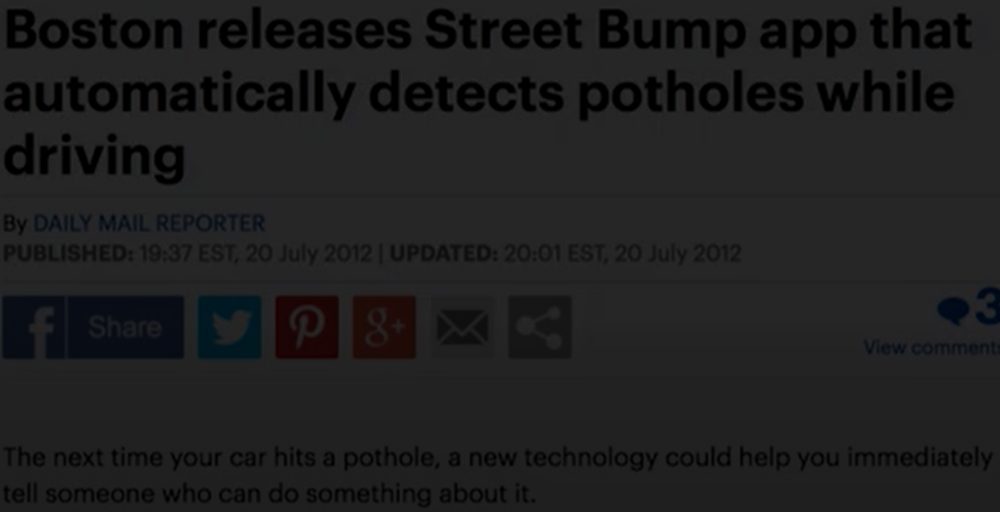 Boston releases Street Bump app that
automatically detects potholes while
driving
By DAILY MAIL REPORTER
PUBLISHED: 19:37 EST, 20 July 2012 | UPDATED: 20:01 EST, 20 July 2012
f Share g+ 3
View comments
The next time your car hits a pothole, a new technology could help you immediately
tell someone who can do something about it.